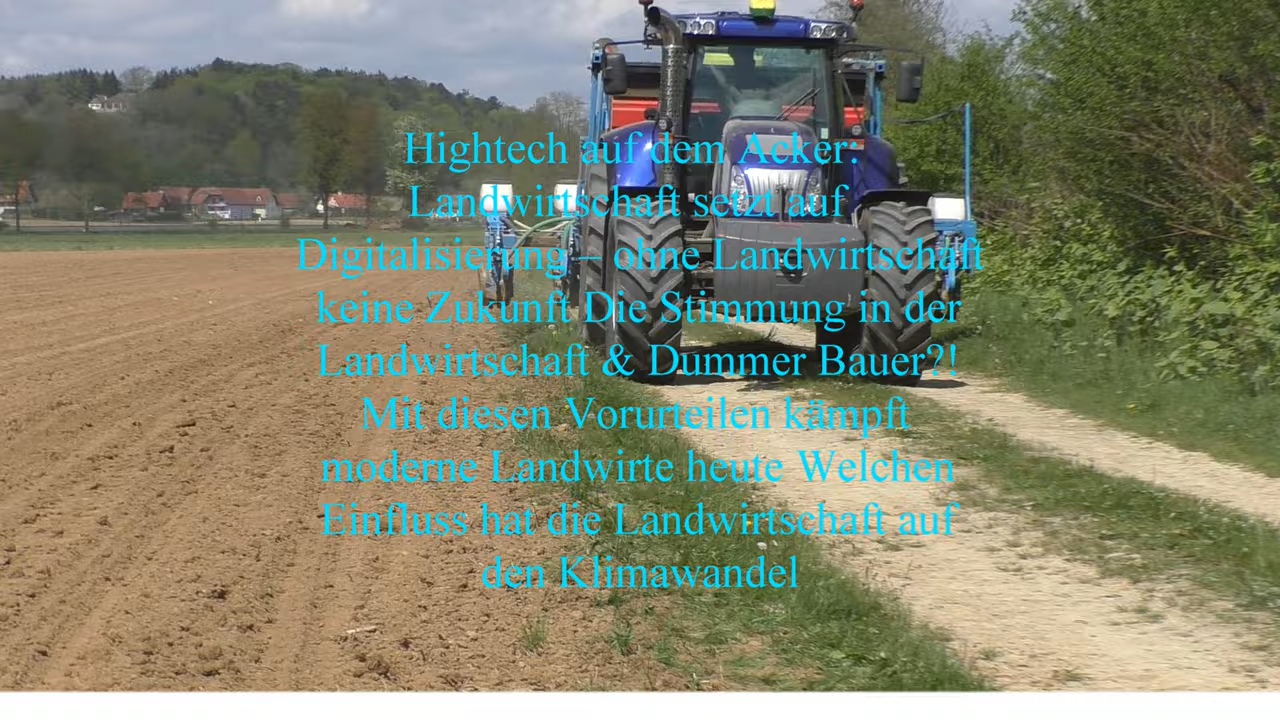 Hightech auf dem Acker:
Landwirtschaft setzt auf
Digitalisierung – ohne Landwirtschaft
keine Zukunft Die Stimmung in der
Landwirtschaft & Dummer Bauer?!
Mit diesen Vorurteilen kämpft
moderne Landwirte heute Welchen
Einfluss hat die Landwirtschaft auf
den Klimawandel